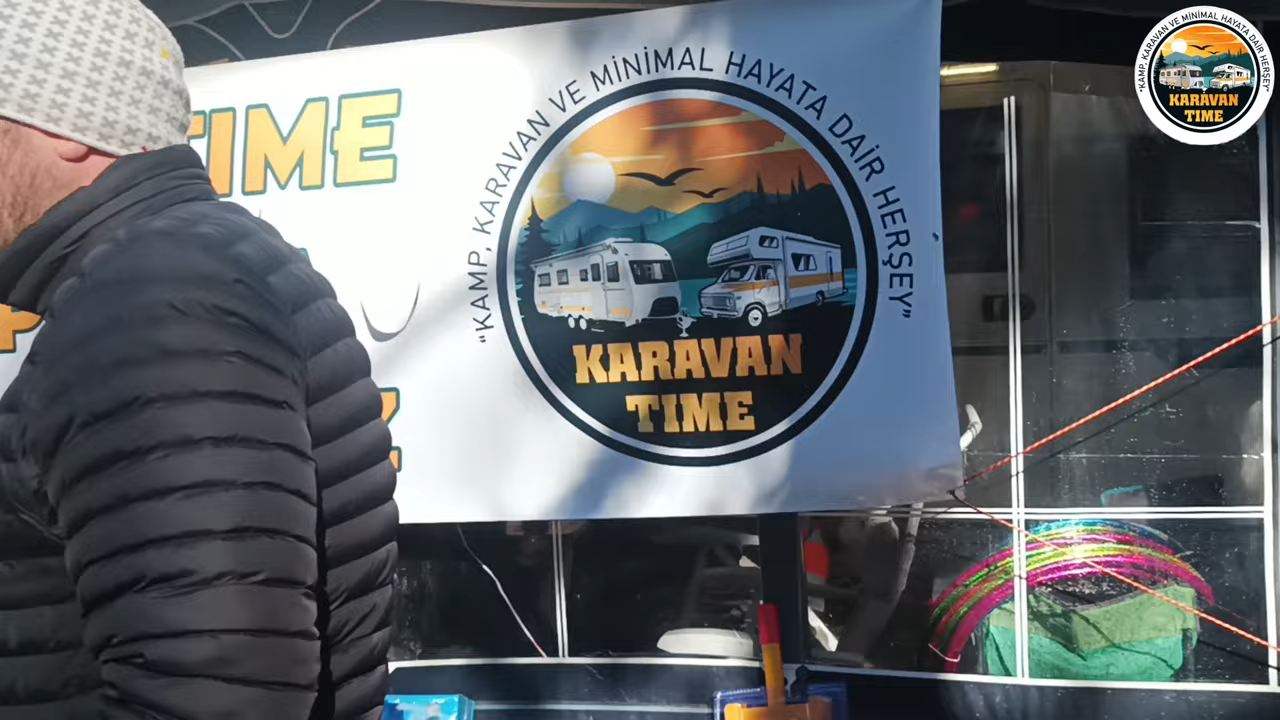 TIME
"KAMP, KARAVAN VE MİNİMAL HAYATA DAİR HERŞEY"
KARAVAN
TIME
"KAMP, KARAVAN VE MİNİMAL HAYATA DAİR HERŞEY"
KARAVAN
TIME